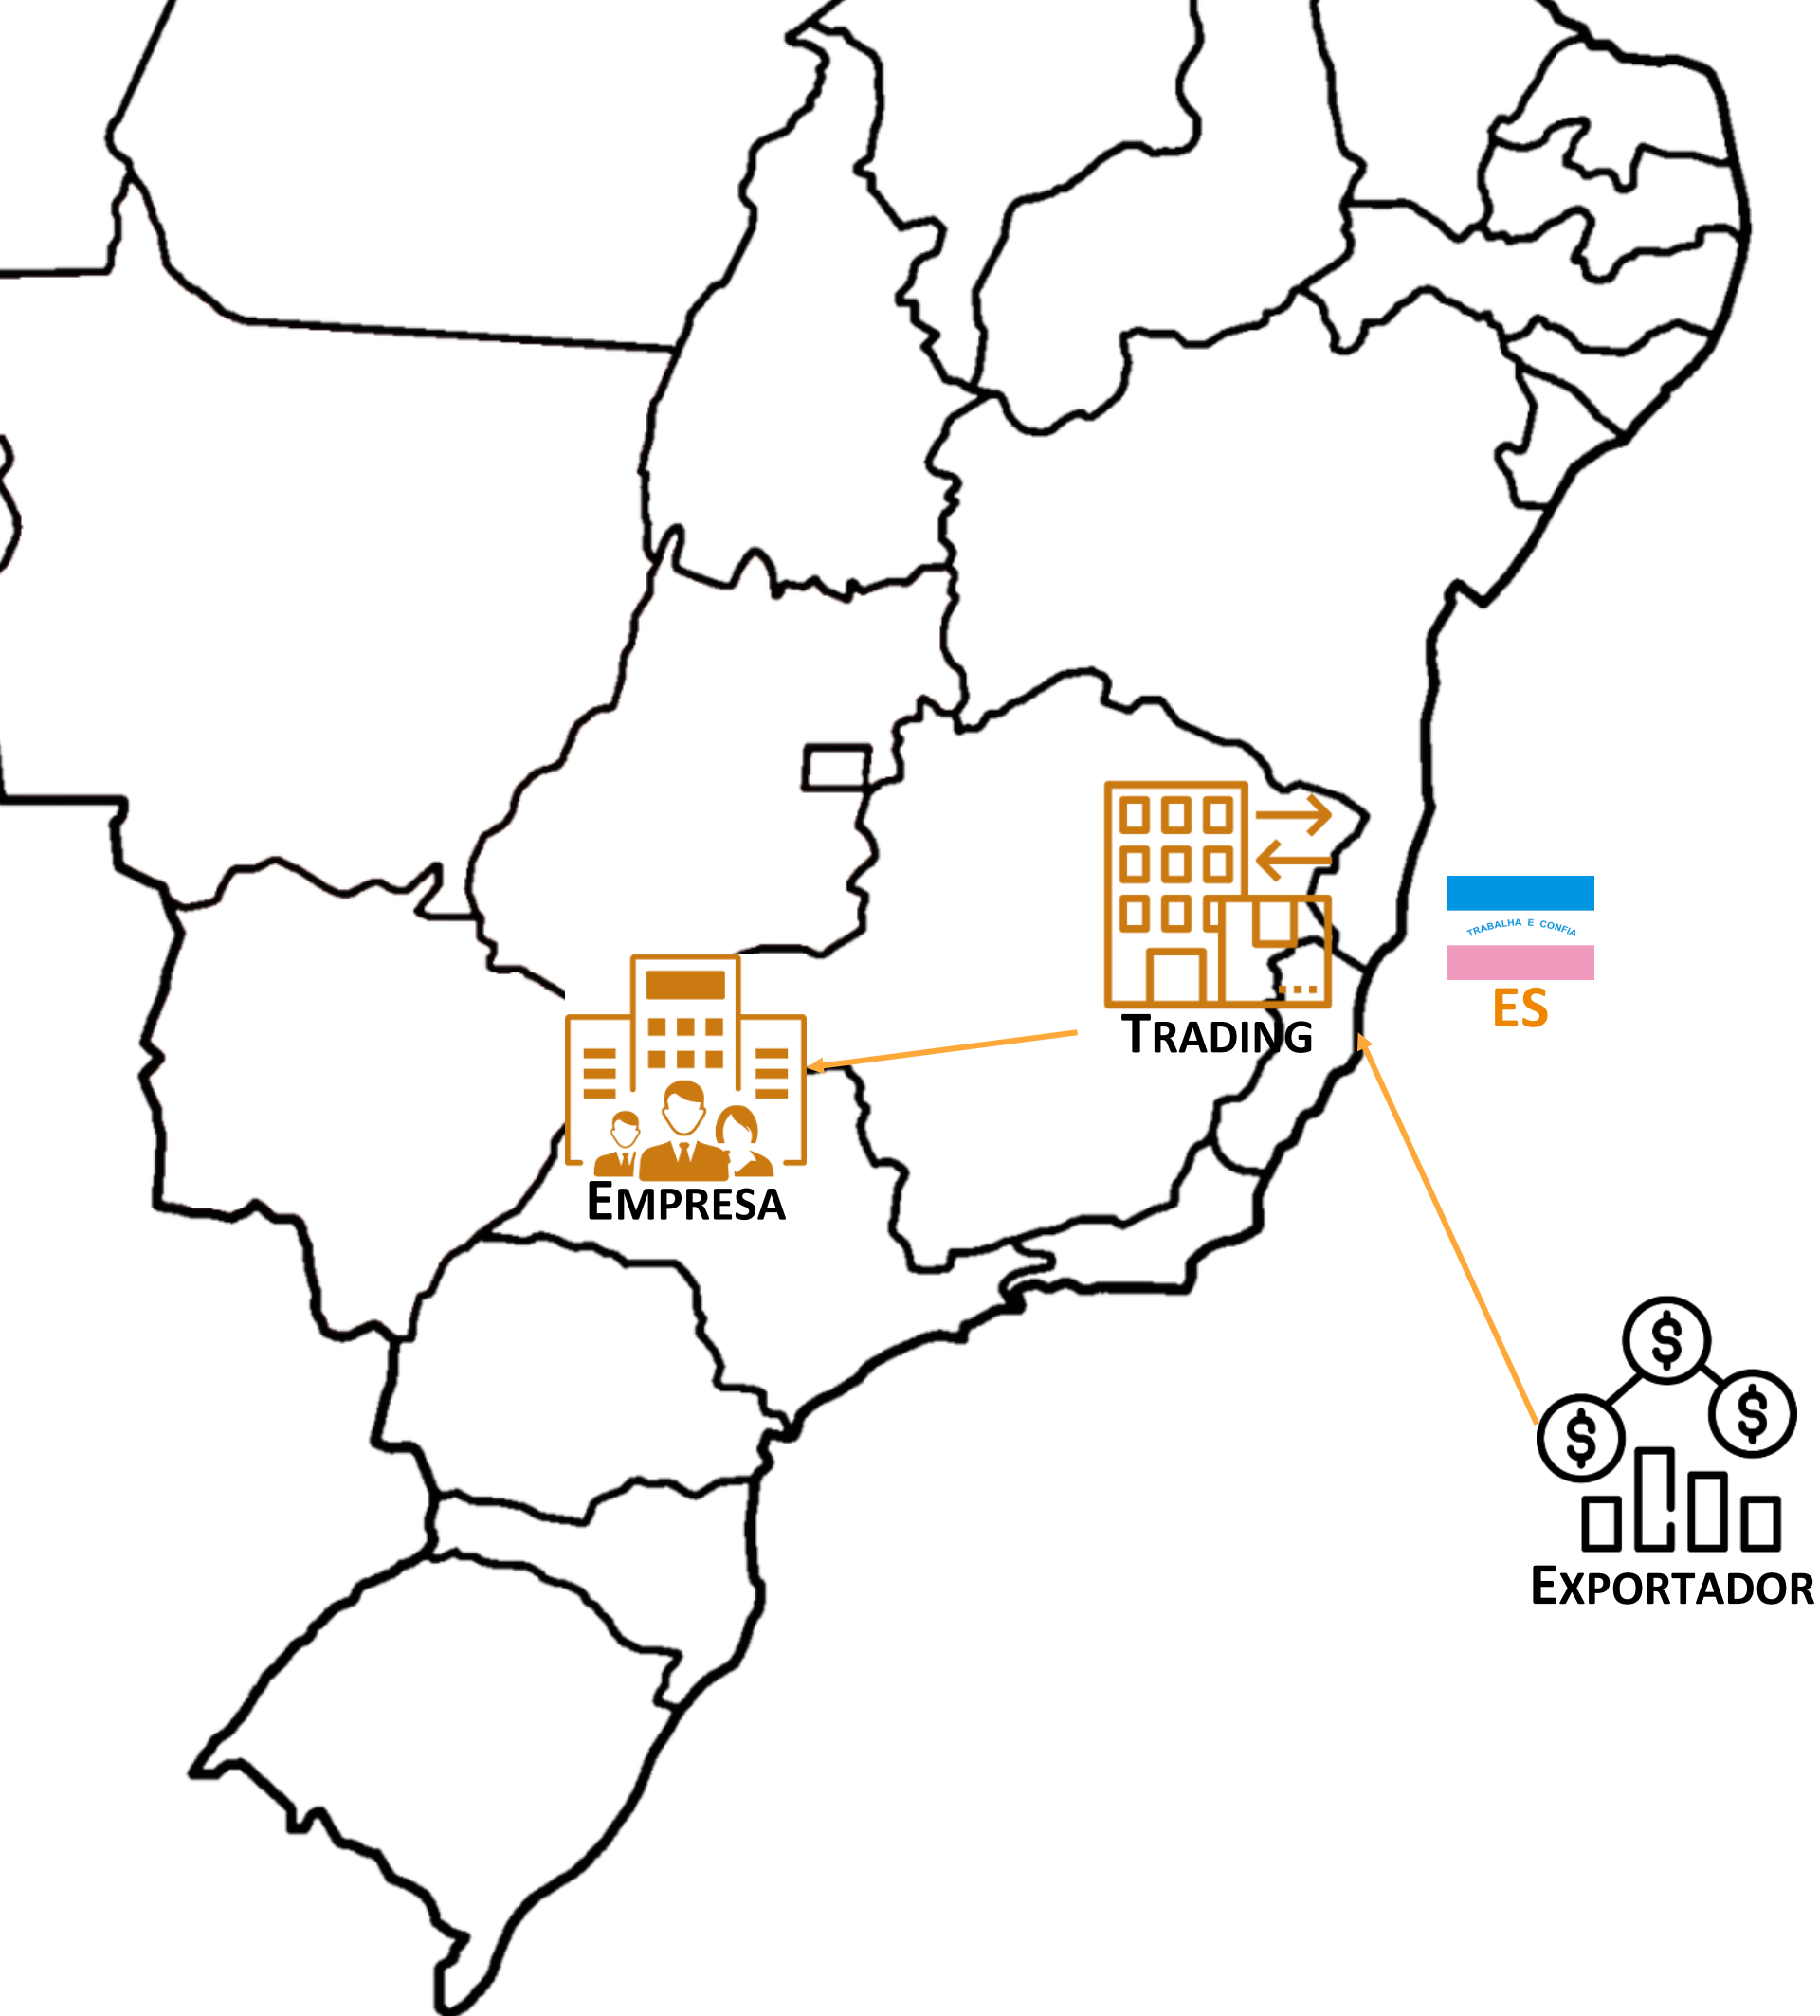 TRABALHA E CONFIA
ES
TRADING
EMPRESA
$
$
$
EXPORTADOR